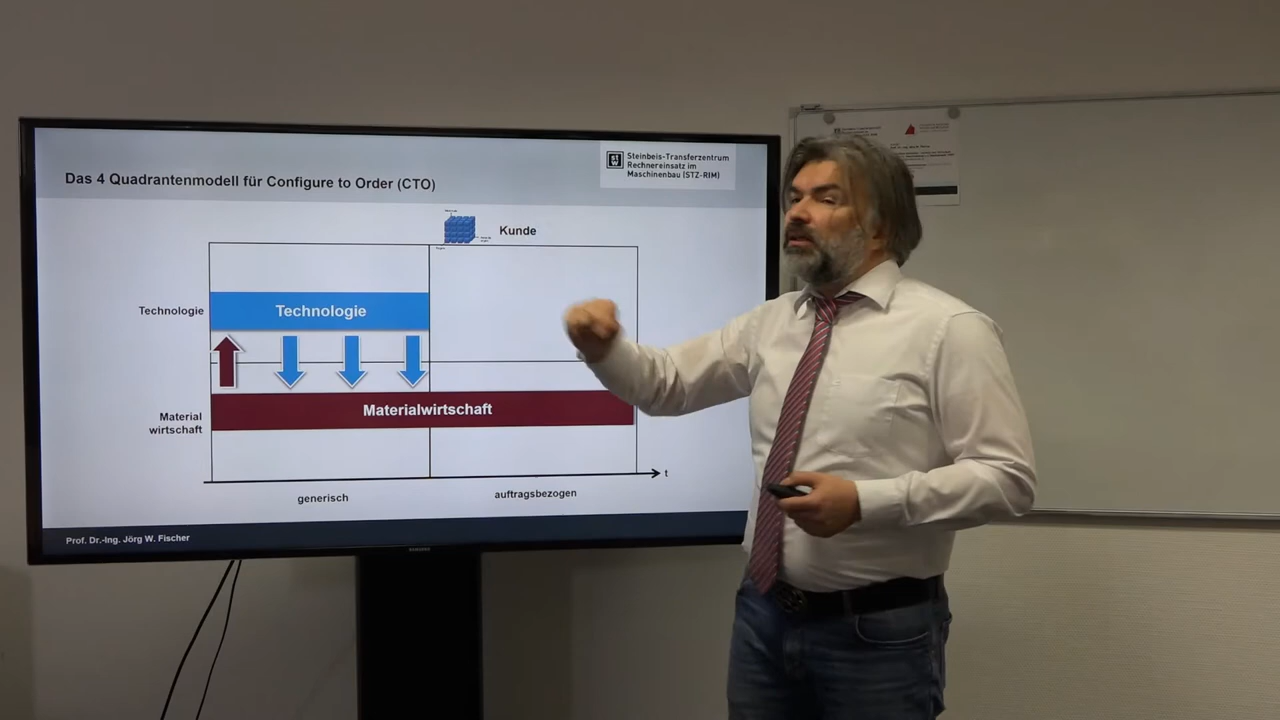 Das 4 Quadrantenmodell für Configure to Order (CTO)
Steinbeis-Transferzentrum
Rechnereinsatz im
Maschinenbau (STZ-RIM)
Kunde
Technologie
Technologie
Material
wirtschaft
Materialwirtschaft
t
generisch
auftragsbezogen
Prof. Dr.-Ing. Jörg W. Fischer
SAMSUNG